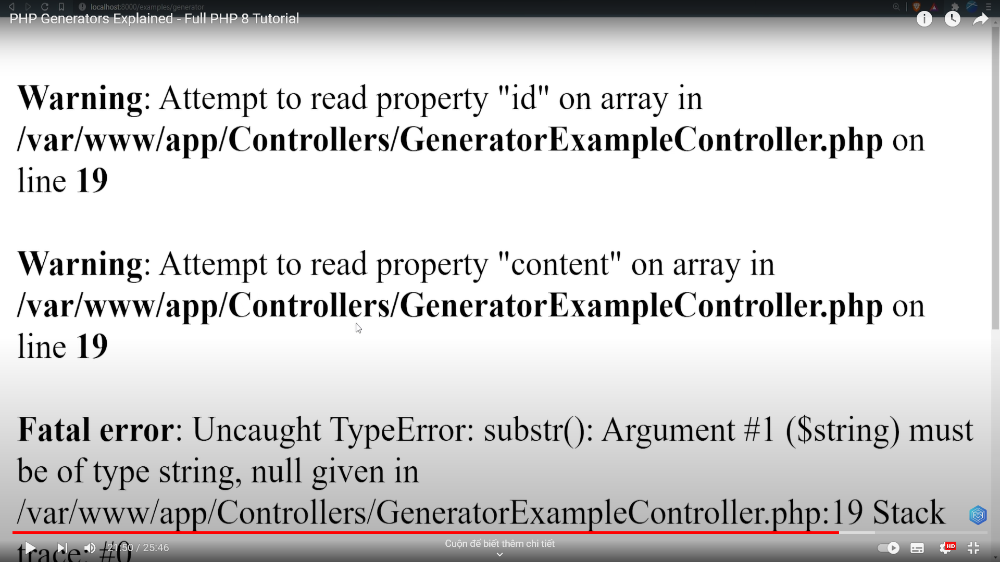 localhost:8000/examples/generator
PHP Generators Explained - Full PHP 8 Tutorial
Warning: Attempt to read property "id" on array in
/var/www/app/Controllers/GeneratorExampleController.php on
line 19
Warning: Attempt to read property "content" on array in
/var/www/app/Controllers/GeneratorExampleController.php on
line 19
Fatal error: Uncaught TypeError: substr(): Argument #1 ($string) must
be of type string, null given in
/var/www/app/Controllers/GeneratorExampleController.php:19 Stack
trace: #0
21:50 / 25:46
Cuộn để biết thêm chi tiết
HD